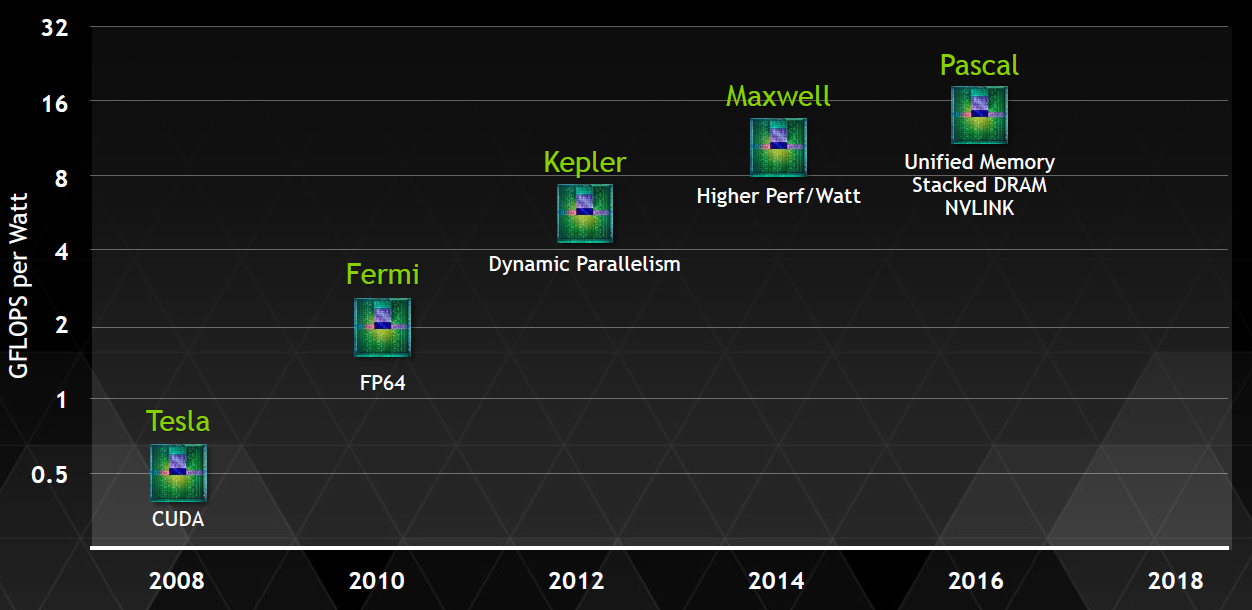 GFLOPS per Watt
32
16
8
4
2
1
0.5
Tesla
CUDA
Fermi
FP64
Kepler
Dynamic Parallelism
Maxwell
Higher Perf/Watt
Pascal
Unified Memory
Stacked DRAM
NVLINK
2008
2010
2012
2014
2016
2018